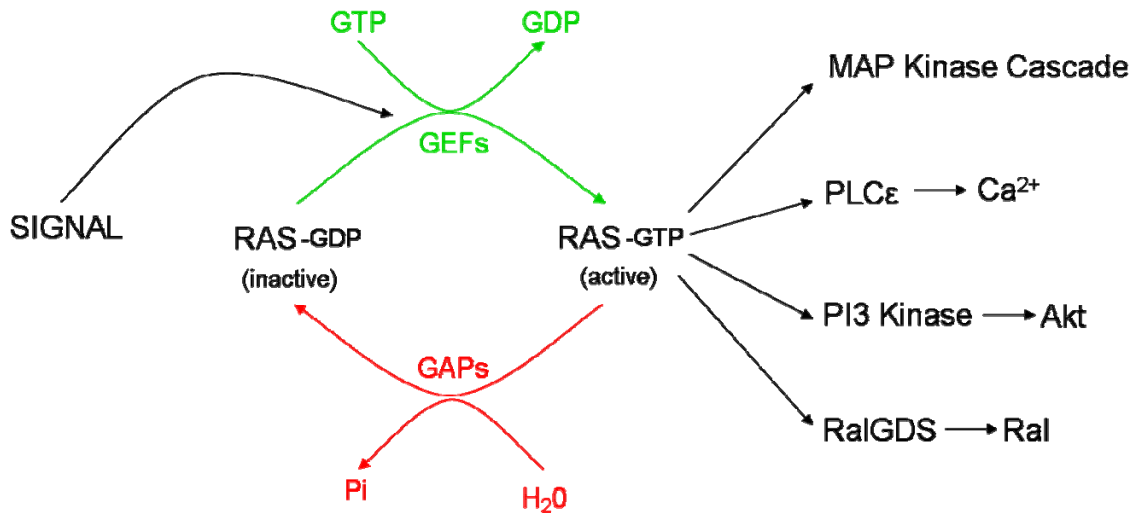 GTP
GDP
MAP Kinase Cascade
GEFs
PLCε
Ca²⁺
SIGNAL
RAS-GDP
(inactive)
RAS-GTP
(active)
PI3 Kinase
Akt
GAPs
RalGDS
Ral
Pi
H₂0